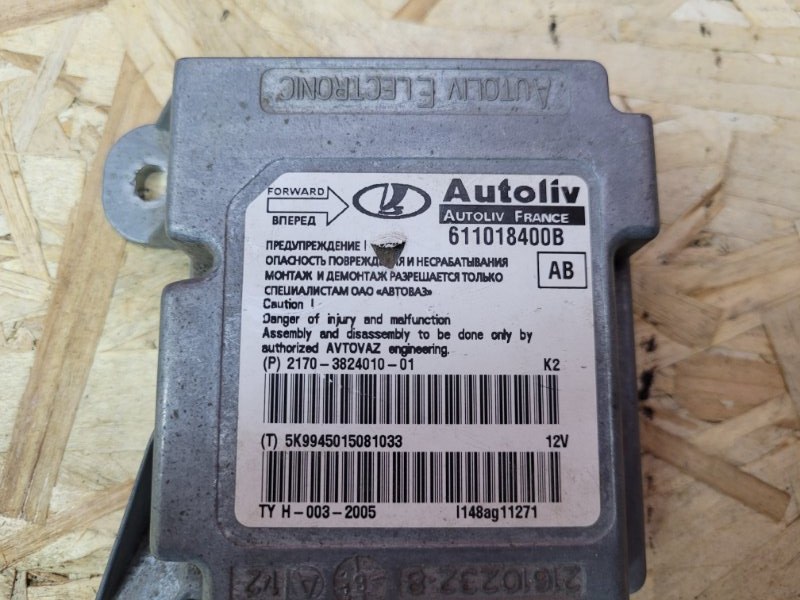 AUTOLIV ELECTRONIC
FORWARD
ВПЕРЕД
Autoliv
AUTOLIV FRANCE
611018400B
AB
ПРЕДУПРЕЖДЕНИЕ !
ОПАСНОСТЬ ПОВРЕЖДЕНИЯ И НЕСРАБАТЫВАНИЯ
МОНТАЖ И ДЕМОНТАЖ РАЗРЕШАЕТСЯ ТОЛЬКО
СПЕЦИАЛИСТАМ ОАО «АВТОВАЗ»
Caution !
Danger of injury and malfunction
Assembly and disassembly to be done only by
authorized AVTOVAZ engineering.
(P) 2170-3824010-01 K2
(T) 5K9945015081033 12V
TY H-003-2005 I148ag11271